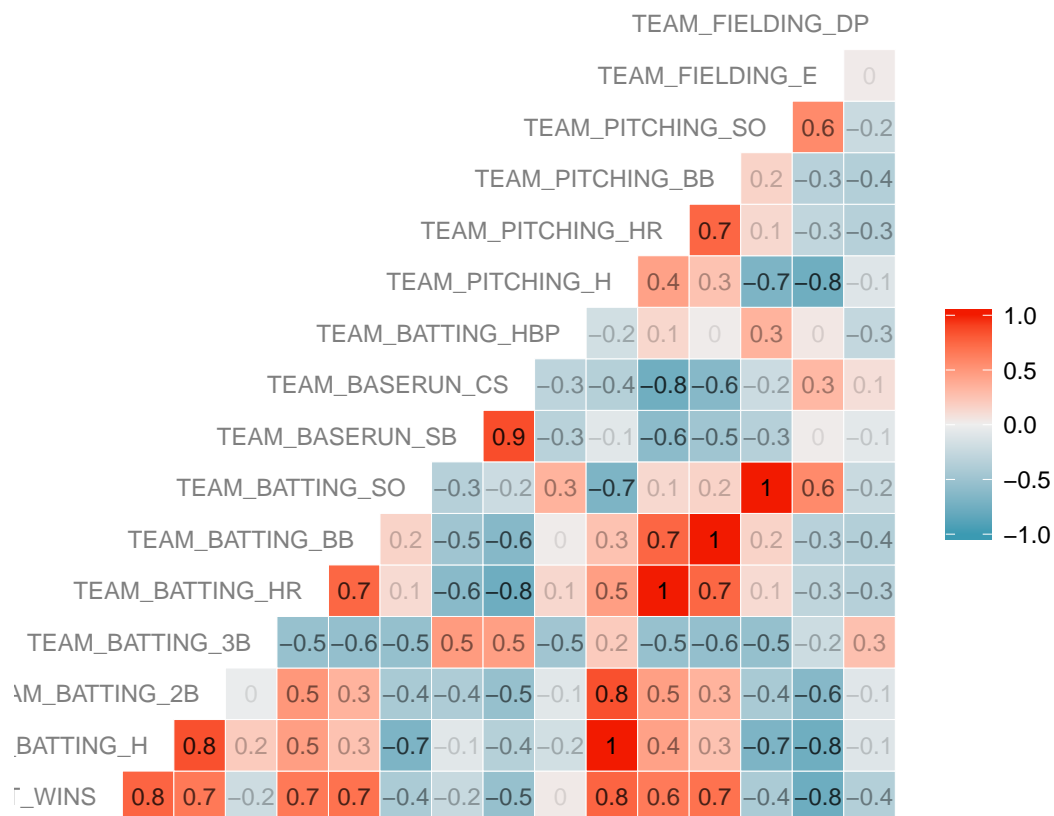 TEAM_FIELDING_DP
TEAM_FIELDING_E 0
TEAM_PITCHING_SO 0.6 −0.2
TEAM_PITCHING_BB 0.2 −0.3 −0.4
TEAM_PITCHING_HR 0.7 0.1 −0.3 −0.3
TEAM_PITCHING_H 0.4 0.3 −0.7 −0.8 −0.1
TEAM_BATTING_HBP −0.2 0.1 0 0.3 0 −0.3
TEAM_BASERUN_CS −0.3 −0.4 −0.8 −0.6 −0.2 0.3 0.1
TEAM_BASERUN_SB 0.9 −0.3 −0.1 −0.6 −0.5 −0.3 0 −0.1
TEAM_BATTING_SO −0.3 −0.2 0.3 −0.7 0.1 0.2 1 0.6 −0.2
TEAM_BATTING_BB 0.2 −0.5 −0.6 0 0.3 0.7 1 0.2 −0.3 −0.4
TEAM_BATTING_HR 0.7 0.1 −0.6 −0.8 0.1 0.5 1 0.7 0.1 −0.3 −0.3
TEAM_BATTING_3B −0.5 −0.6 −0.5 0.5 0.5 −0.5 0.2 −0.5 −0.6 −0.5 −0.2 0.3
AM_BATTING_2B 0 0.5 0.3 −0.4 −0.4 −0.5 −0.1 0.8 0.5 0.3 −0.4 −0.6 −0.1
_BATTING_H 0.8 0.2 0.5 0.3 −0.7 −0.1 −0.4 −0.2 1 0.4 0.3 −0.7 −0.8 −0.1
T_WINS 0.8 0.7 −0.2 0.7 0.7 −0.4 −0.2 −0.5 0 0.8 0.6 0.7 −0.4 −0.8 −0.4
1.0
0.5
0.0
−0.5
−1.0